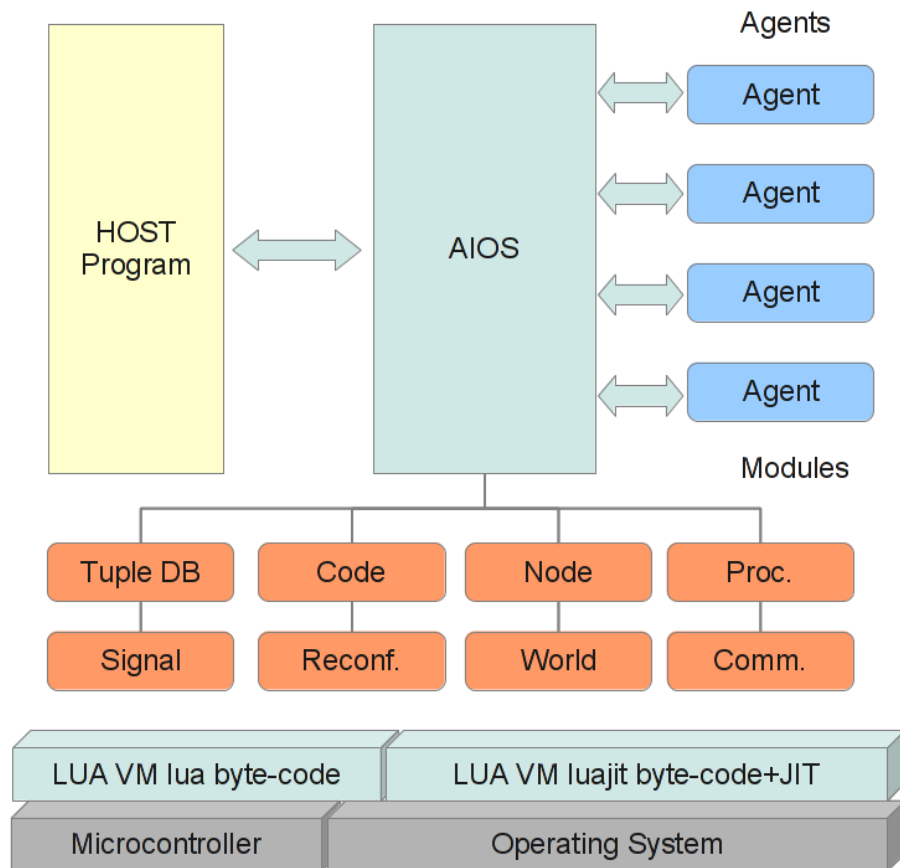 Agents
HOST
Program
AIOS
Agent
Agent
Agent
Agent
Modules
Tuple DB
Code
Node
Proc.
Signal
Reconf.
World
Comm.
LUA VM lua byte-code
LUA VM luajit byte-code+JIT
Microcontroller
Operating System